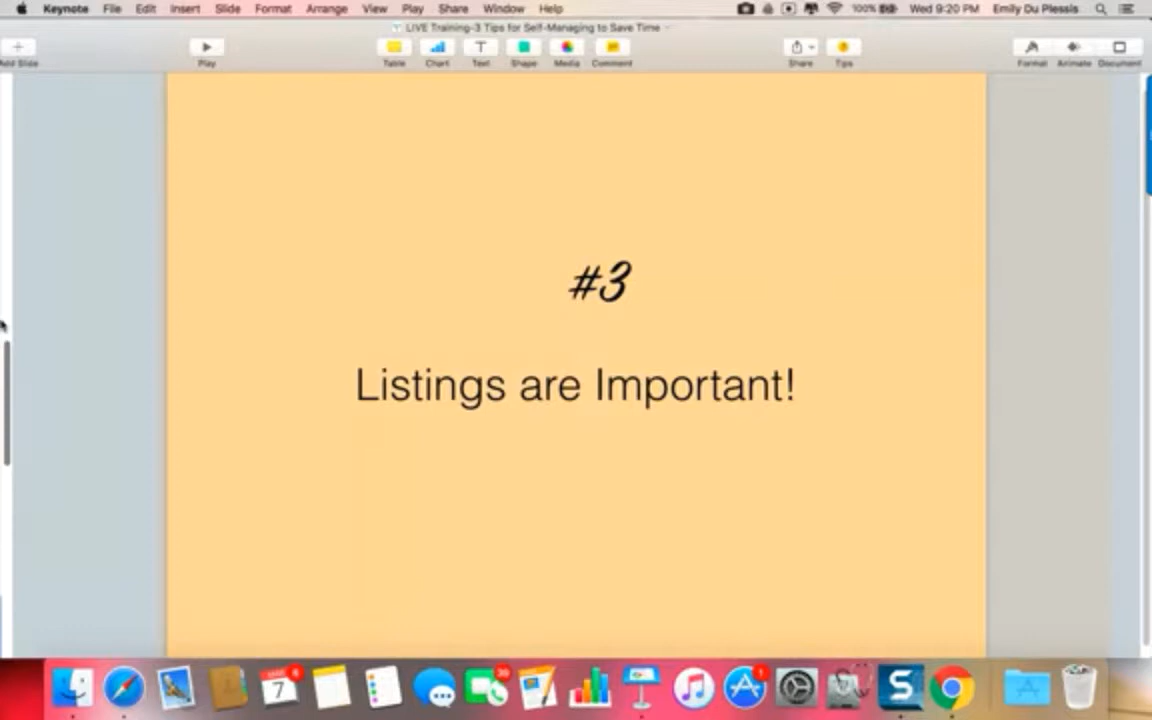 Keynote File Edit Insert Slide Format Arrange View Play Share Window Help 100% Wed 9:20 PM Emily Du Plessis
LIVE Training-3 Tips for Self-Managing to Save Time
Add Slide Play Table Chart Text Shape Media Comment Share Tips Format Animate Document
#3
Listings are Important!
7